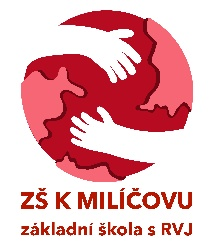 ZŠ K MILÍČOVU
základní škola s RVJ